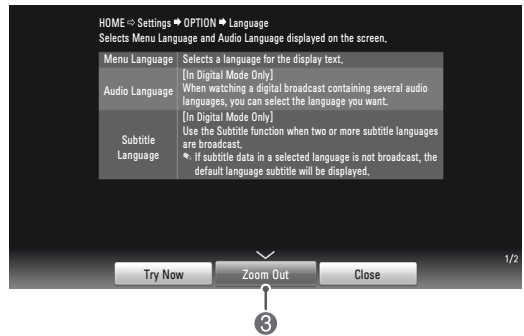 HOME ⇨ Settings ➡ OPTION ➡ Language
Selects Menu Language and Audio Language displayed on the screen.
Menu Language Selects a language for the display text.
Audio Language
[In Digital Mode Only]
When watching a digital broadcast containing several audio
languages, you can select the language you want.
Subtitle
Language
[In Digital Mode Only]
Use the Subtitle function when two or more subtitle languages
are broadcast.
✎ If subtitle data in a selected language is not broadcast, the
default language subtitle will be displayed.
1/2
Try Now Zoom Out Close
3